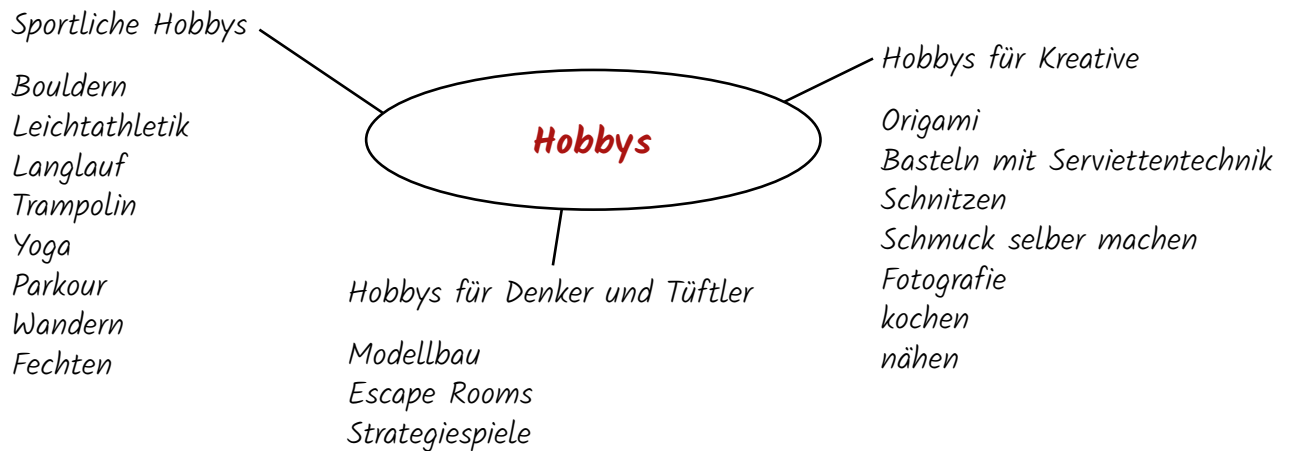 Sportliche Hobbys
Bouldern
Leichtathletik
Langlauf
Trampolin
Yoga
Parkour
Wandern
Fechten
Hobbys
Hobbys für Denker und Tüftler
Modellbau
Escape Rooms
Strategiespiele
Hobbys für Kreative
Origami
Basteln mit Serviettentechnik
Schnitzen
Schmuck selber machen
Fotografie
kochen
nähen